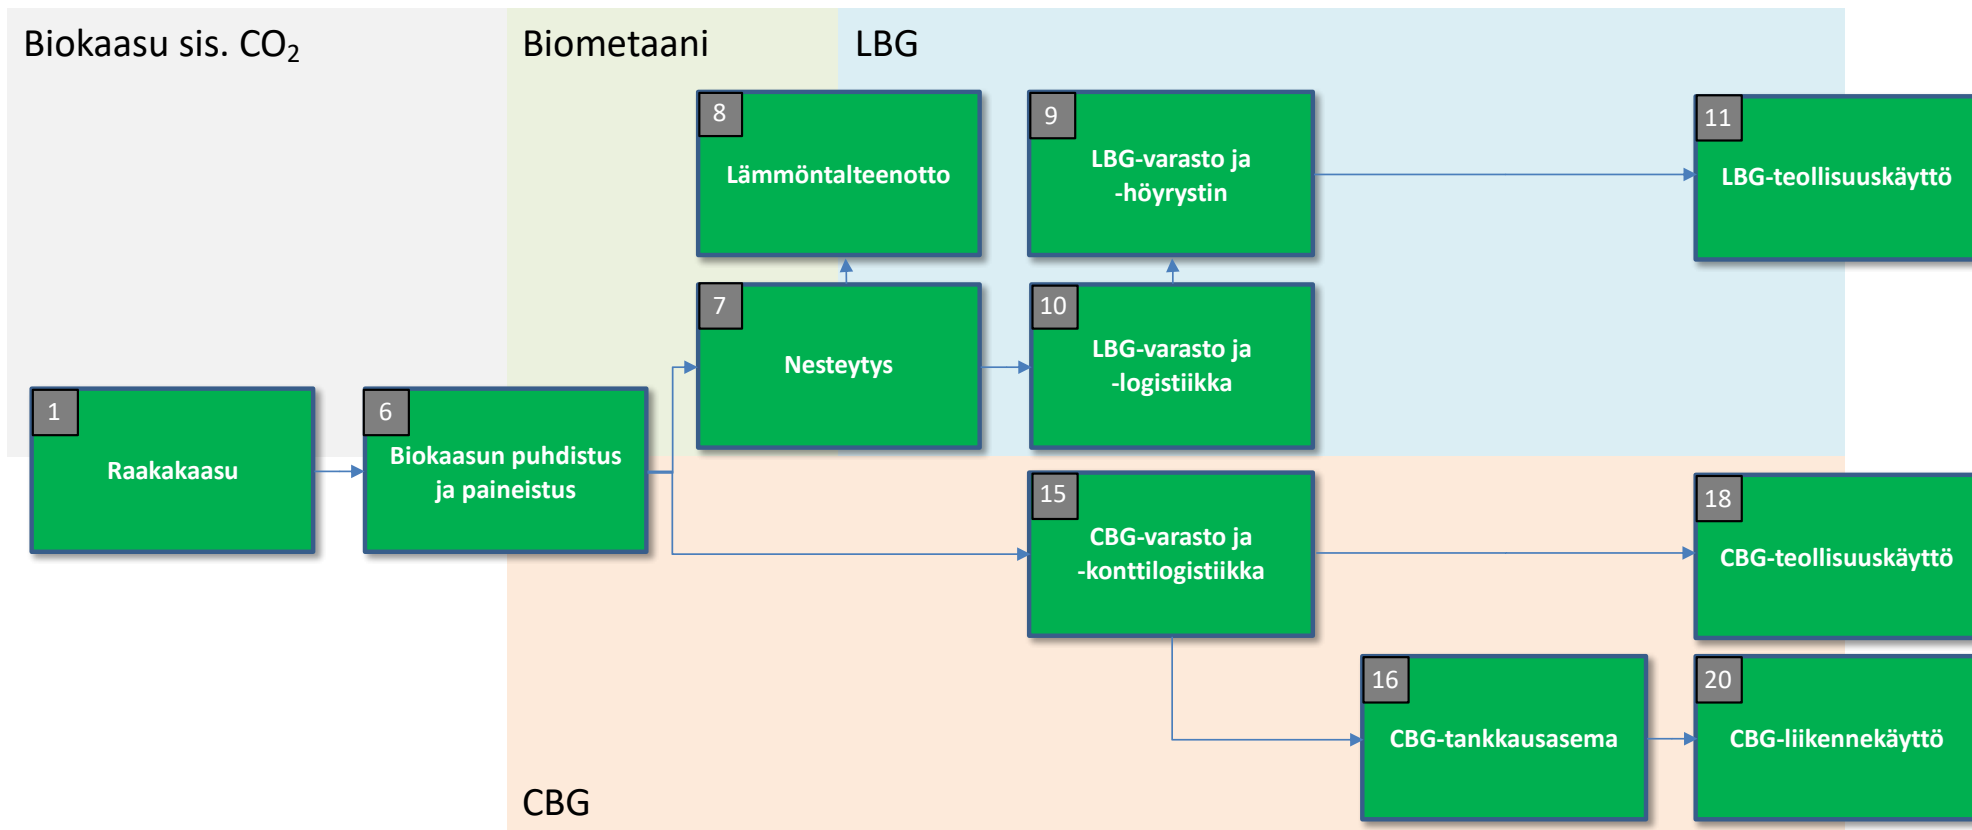 Biokaasu sis. CO₂
Biometaani
LBG
8
Lämmöntalteenotto
9
LBG-varasto ja
-höyrystin
11
LBG-teollisuuskäyttö
7
Nesteytys
10
LBG-varasto ja
-logistiikka
1
Raakakaasu
6
Biokaasun puhdistus
ja paineistus
15
CBG-varasto ja
-konttilogistiikka
18
CBG-teollisuuskäyttö
16
CBG-tankkausasema
20
CBG-liikennekäyttö
CBG